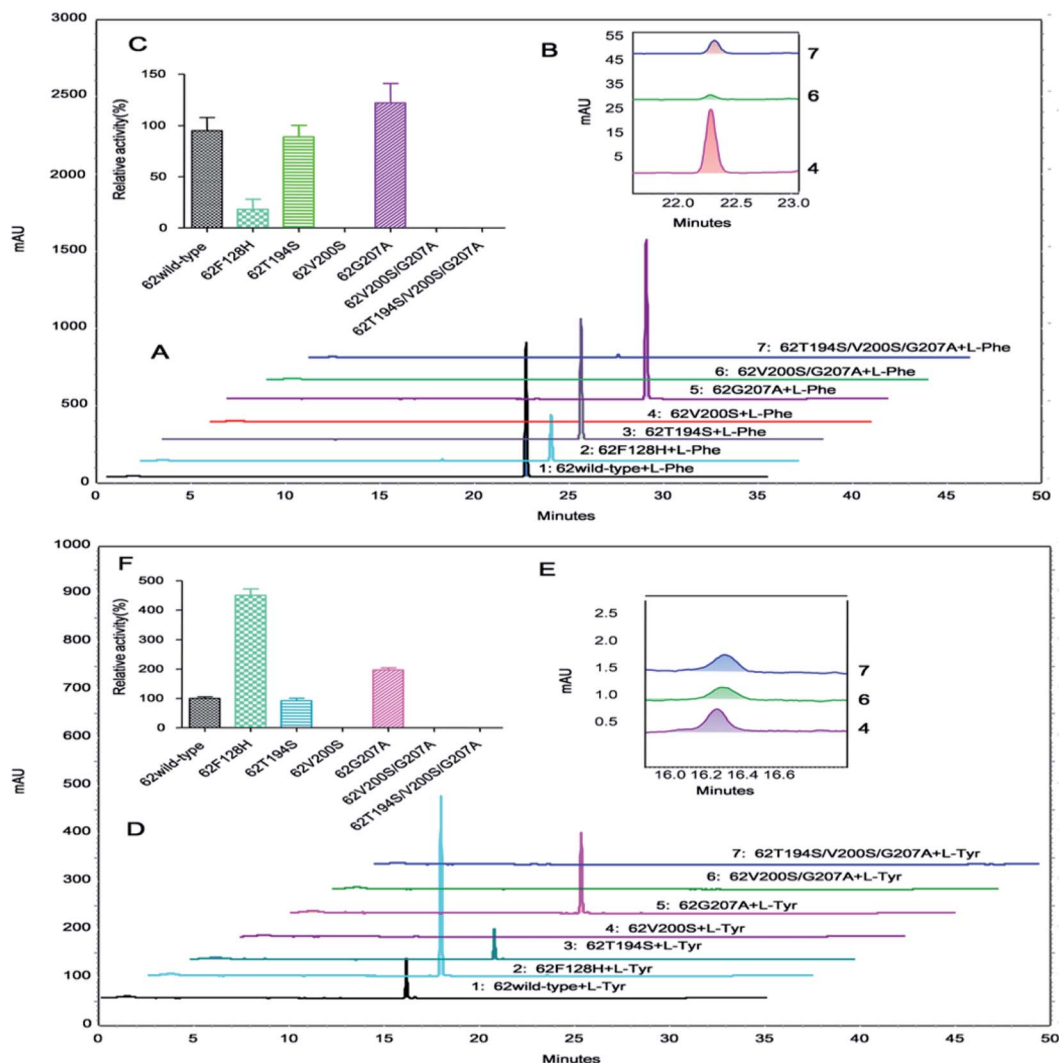 3000
2500
2000
1500
1000
500
0
mAU
0 5 10 15 20 25 30 35 40 45 50
Minutes
C
150
100
50
0
Relative activity(%)
62wild-type
62F128H
62T194S
62V200S
62G207A
62V200S/G207A
62T194S/V200S/G207A
B
55
45
35
25
15
5
mAU
7
6
4
22.0 22.5 23.0
Minutes
A
7: 62T194S/V200S/G207A+L-Phe
6: 62V200S/G207A+L-Phe
5: 62G207A+L-Phe
4: 62V200S+L-Phe
3: 62T194S+L-Phe
2: 62F128H+L-Phe
1: 62wild-type+L-Phe
1000
900
800
700
600
500
400
300
200
100
0
mAU
0 5 10 15 20 25 30 35 40 45 50
Minutes
F
500
400
300
200
100
0
Relative activity(%)
62wild-type
62F128H
62T194S
62V200S
62G207A
62V200S/G207A
62T194S/V200S/G207A
E
2.5
2.0
1.5
1.0
0.5
mAU
7
6
4
16.0 16.2 16.4 16.6
Minutes
D
7: 62T194S/V200S/G207A+L-Tyr
6: 62V200S/G207A+L-Tyr
5: 62G207A+L-Tyr
4: 62V200S+L-Tyr
3: 62T194S+L-Tyr
2: 62F128H+L-Tyr
1: 62wild-type+L-Tyr